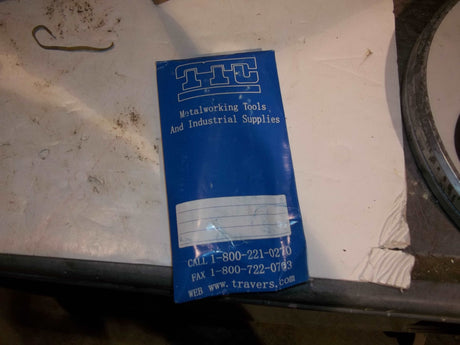 TTC
Metalworking Tools
And Industrial Supplies
CALL 1-800-221-0270
FAX 1-800-722-0703
WEB www.travers.com